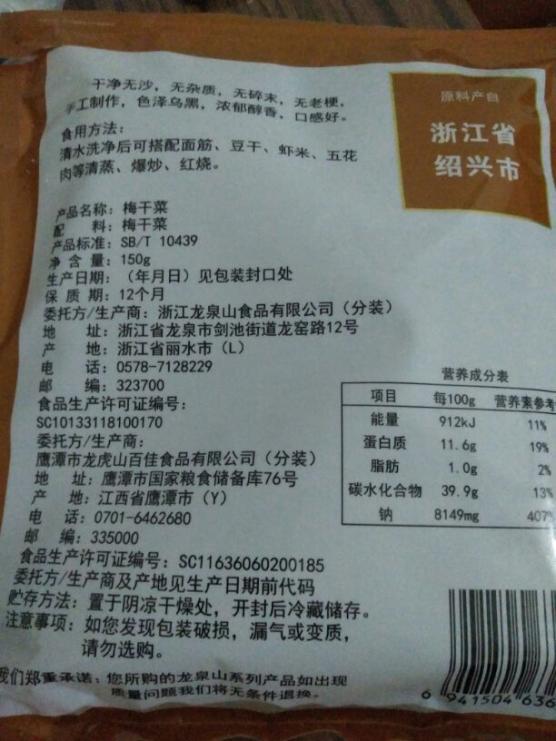 干净无沙，无杂质，无碎末，无老梗，
手工制作，色泽乌黑，浓郁醇香，口感好。
食用方法：
清水洗净后可搭配面筋、豆干、虾米、五花
肉等清蒸、爆炒、红烧。
原料产自
浙江省
绍兴市
产品名称：梅干菜
配 料：梅干菜
产品标准：SB/T 10439
净 含 量：150g
生产日期：（年月日）见包装封口处
保 质 期：12个月
委托方/生产商：浙江龙泉山食品有限公司（分装）
地 址：浙江省龙泉市剑池街道龙窑路12号
产 地：浙江省丽水市（L）
电 话：0578-7128229
邮 编：323700
食品生产许可证编号：
SC10133118100170
委托方/生产商：
鹰潭市龙虎山百佳食品有限公司（分装）
地 址：鹰潭市国家粮食储备库76号
产 地：江西省鹰潭市（Y）
电 话：0701-6462680
邮 编：335000
食品生产许可证编号：SC11636060200185
委托方/生产商及产地见生产日期前代码
贮存方法：置于阴凉干燥处，开封后冷藏储存。
注意事项：如您发现包装破损，漏气或变质，
请勿选购。
我们郑重承诺：您所购的龙泉山系列产品如出现
质量问题我们将无条件退换。
营养成分表
项目 每100g 营养素参考
能量 912kJ 11%
蛋白质 11.6g 19%
脂肪 1.0g 2%
碳水化合物 39.9g 13%
钠 8149mg 407%
6 941504 636